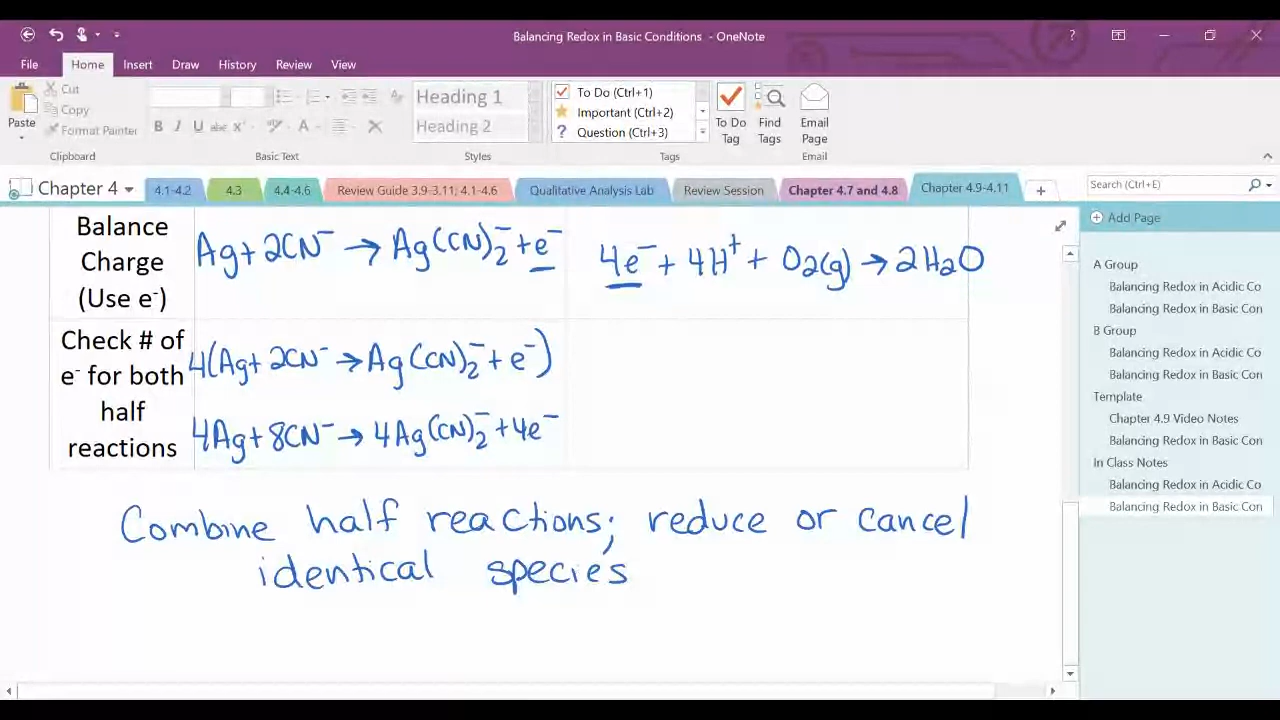 Balancing Redox in Basic Conditions - OneNote
?
File Home Insert Draw History Review View
Paste
Cut
Copy
Format Painter
Clipboard
B I U abc x² A
Basic Text
Heading 1
Heading 2
Styles
To Do (Ctrl+1)
Important (Ctrl+2)
? Question (Ctrl+3)
To Do Tag
Find Tags
Tags
Email Page
Email
Chapter 4
4.1-4.2
4.3
4.4-4.6
Review Guide 3.9-3.11; 4.1-4.6
Qualitative Analysis Lab
Review Session
Chapter 4.7 and 4.8
Chapter 4.9-4.11
+
Search (Ctrl+E)
Balance
Charge
(Use e⁻)
Ag + 2CN⁻ → Ag(CN)₂⁻ + e⁻
4e⁻ + 4H⁺ + O₂(g) → 2H₂O
Check # of
e⁻ for both
half
reactions
4(Ag + 2CN⁻ → Ag(CN)₂⁻ + e⁻)
4Ag + 8CN⁻ → 4Ag(CN)₂⁻ + 4e⁻
Combine half reactions; reduce or cancel
identical species
Add Page
A Group
Balancing Redox in Acidic Co
Balancing Redox in Basic Con
B Group
Balancing Redox in Acidic Co
Balancing Redox in Basic Con
Template
Chapter 4.9 Video Notes
Balancing Redox in Basic Con
In Class Notes
Balancing Redox in Acidic Co
Balancing Redox in Basic Con